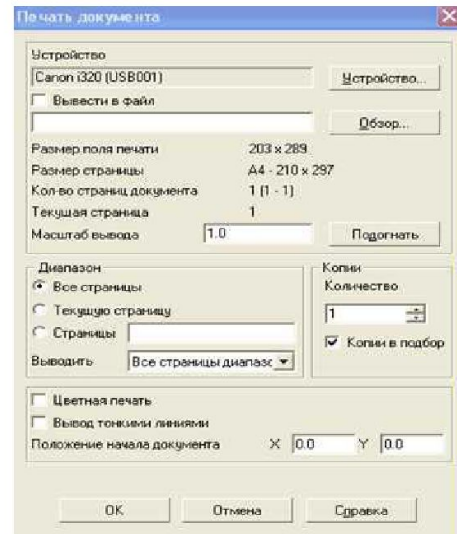 Печать документа
Устройство
Canon i320 (USB001)
Устройство...
Вывести в файл
Обзор...
Размер поля печати 203 x 289
Размер страницы A4 - 210 x 297
Кол-во страниц документа 1 (1 - 1)
Текущая страница 1
Масштаб вывода 1.0 Подогнать
Диапазон
Все страницы
Текущую страницу
Страницы
Выводить Все страницы диапазо
Копии
Количество
1
Копии в подбор
Цветная печать
Вывод тонкими линиями
Положение начала документа X 0.0 Y 0.0
OK Отмена Справка